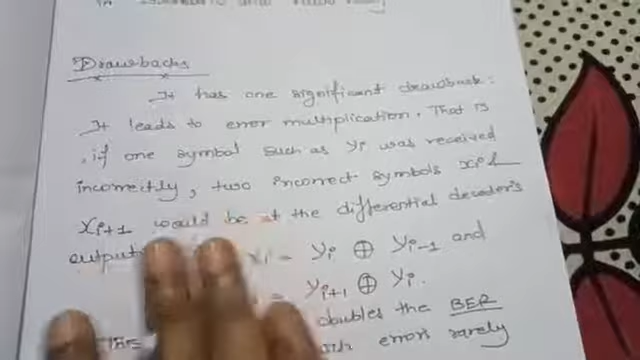 in
Drawbacks
It has one significant drawback:
It leads to error multiplication. That is
, if one symbol such as yi was received
incorrectly, two incorrect symbols xi &
xi+1 would be at the differential decoder's
output xi = yi ⊕ yi-1 and
= yi+1 ⊕ yi.
doubles the BER
errors rarely